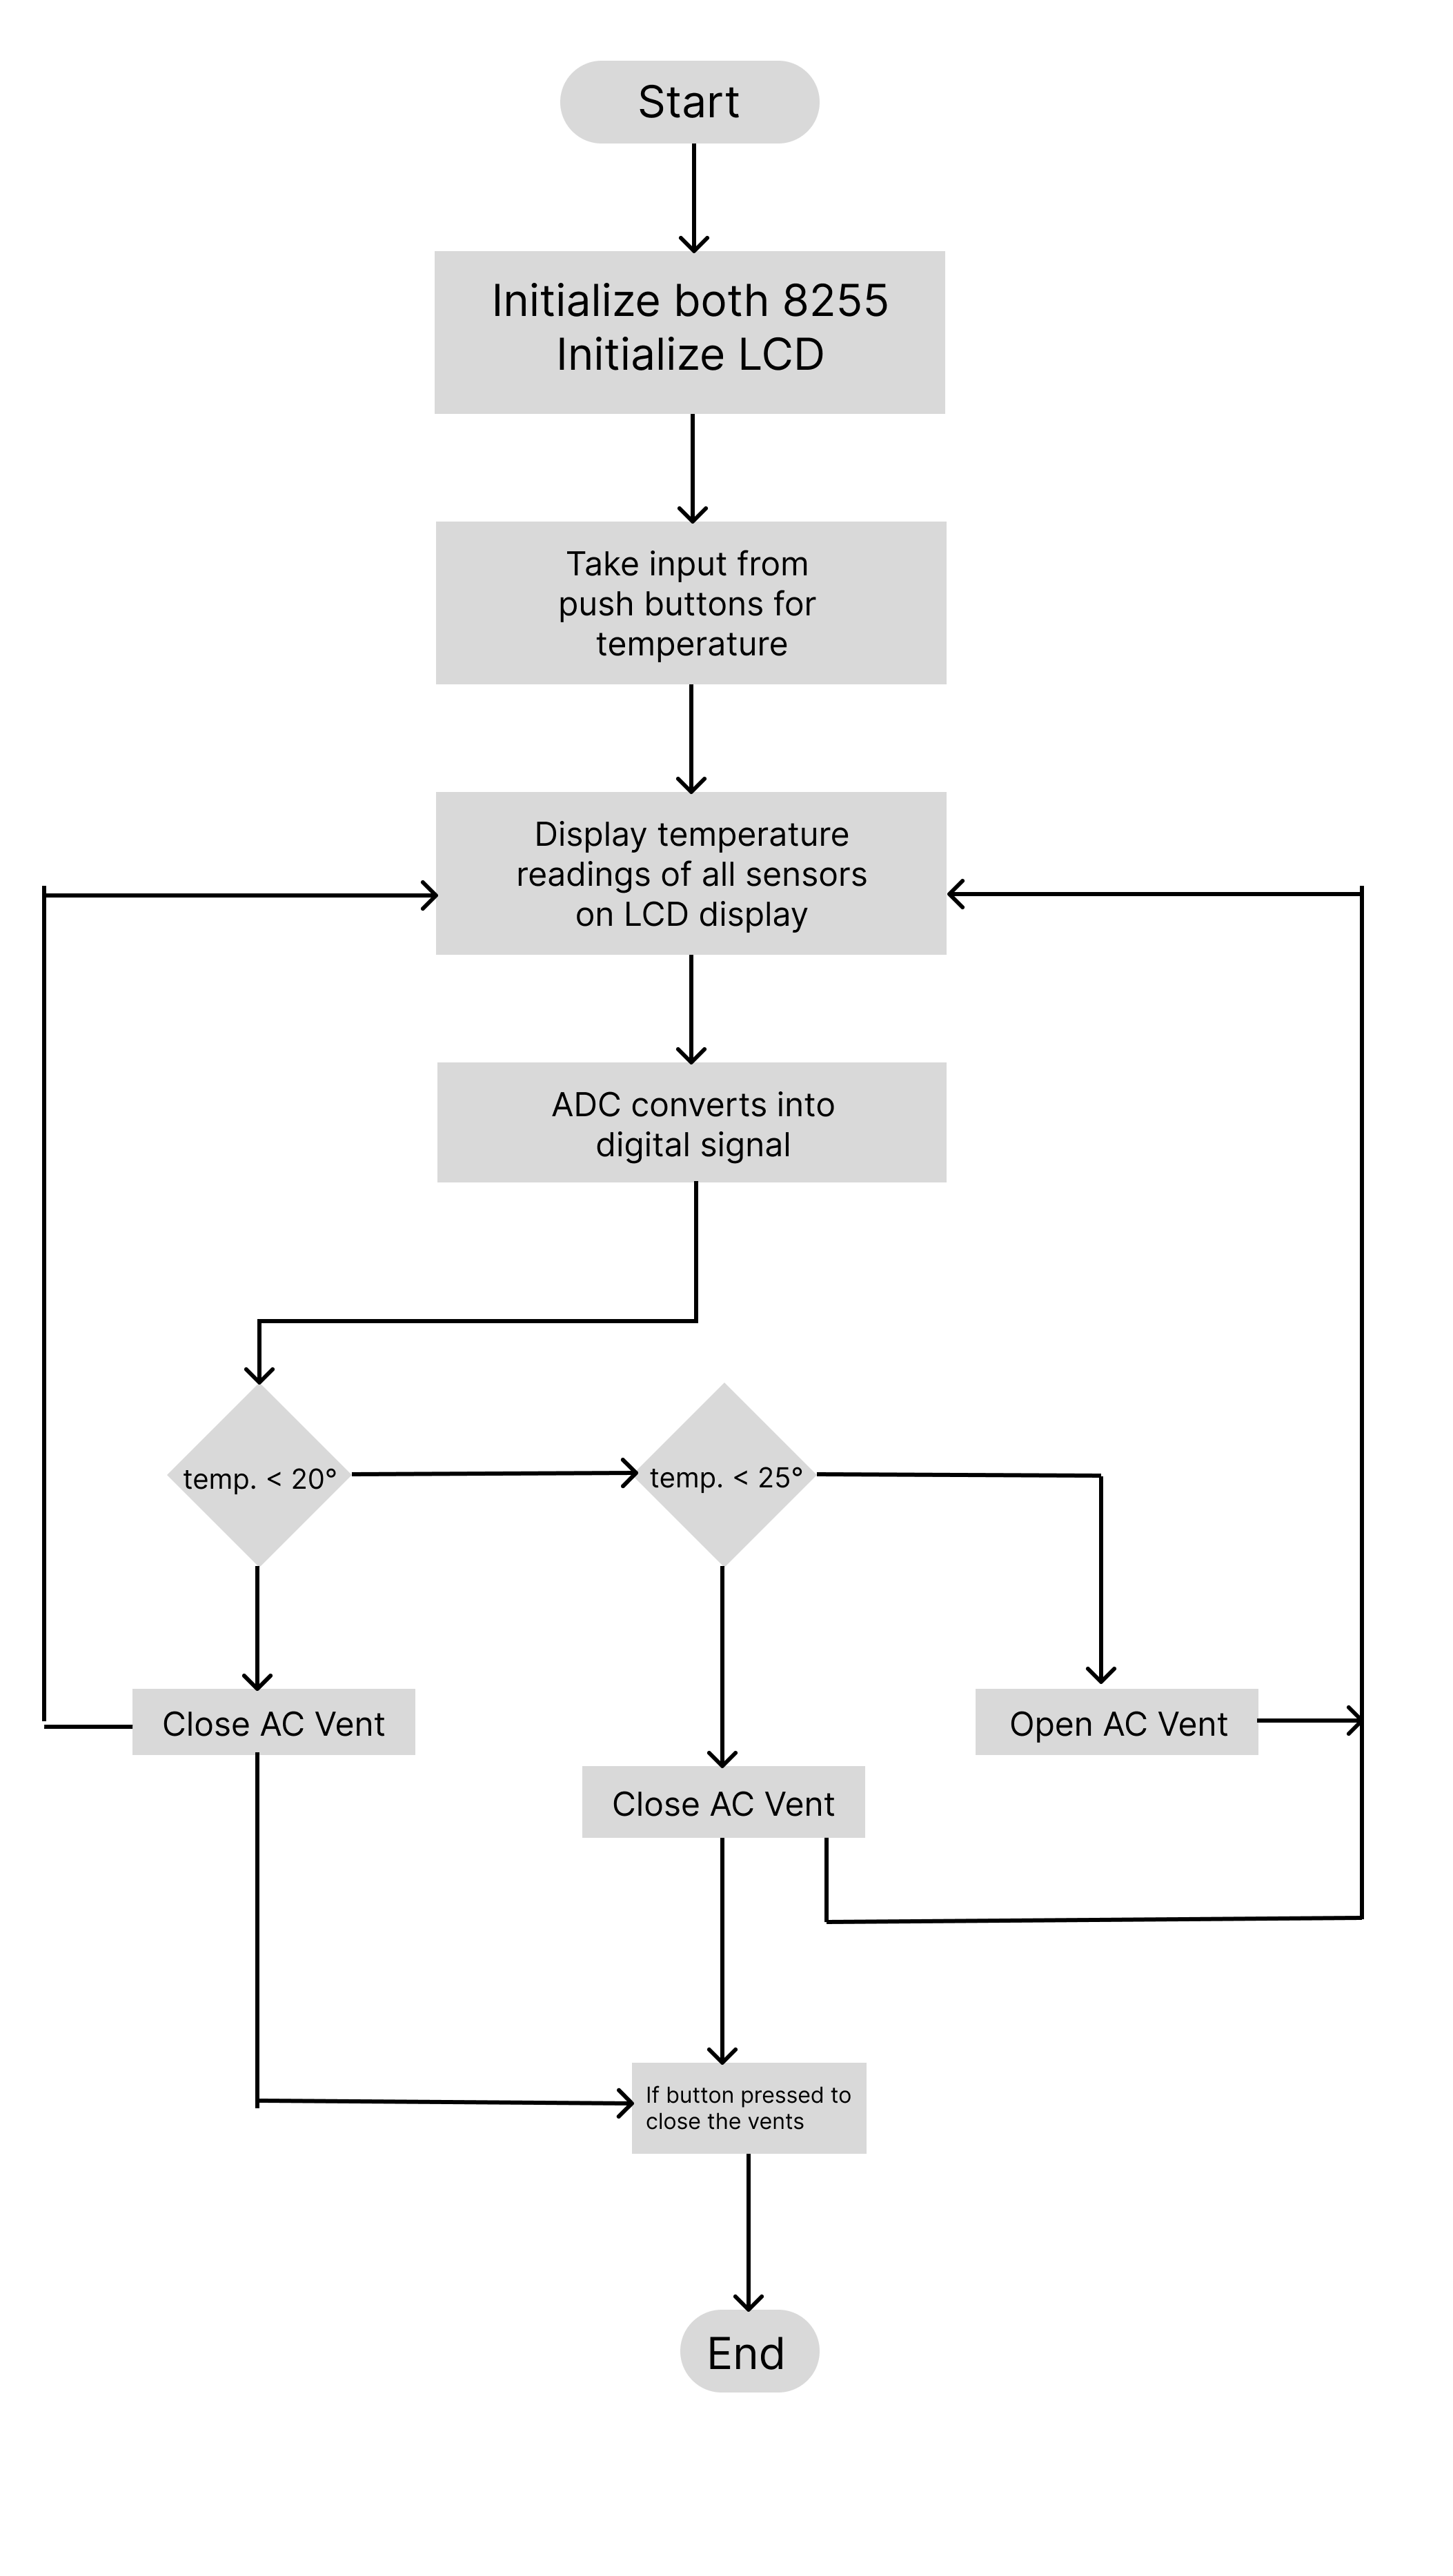 Start
Initialize both 8255
Initialize LCD
Take input from
push buttons for
temperature
Display temperature
readings of all sensors
on LCD display
ADC converts into
digital signal
temp. < 20°
temp. < 25°
Close AC Vent
Open AC Vent
Close AC Vent
If button pressed to
close the vents
End